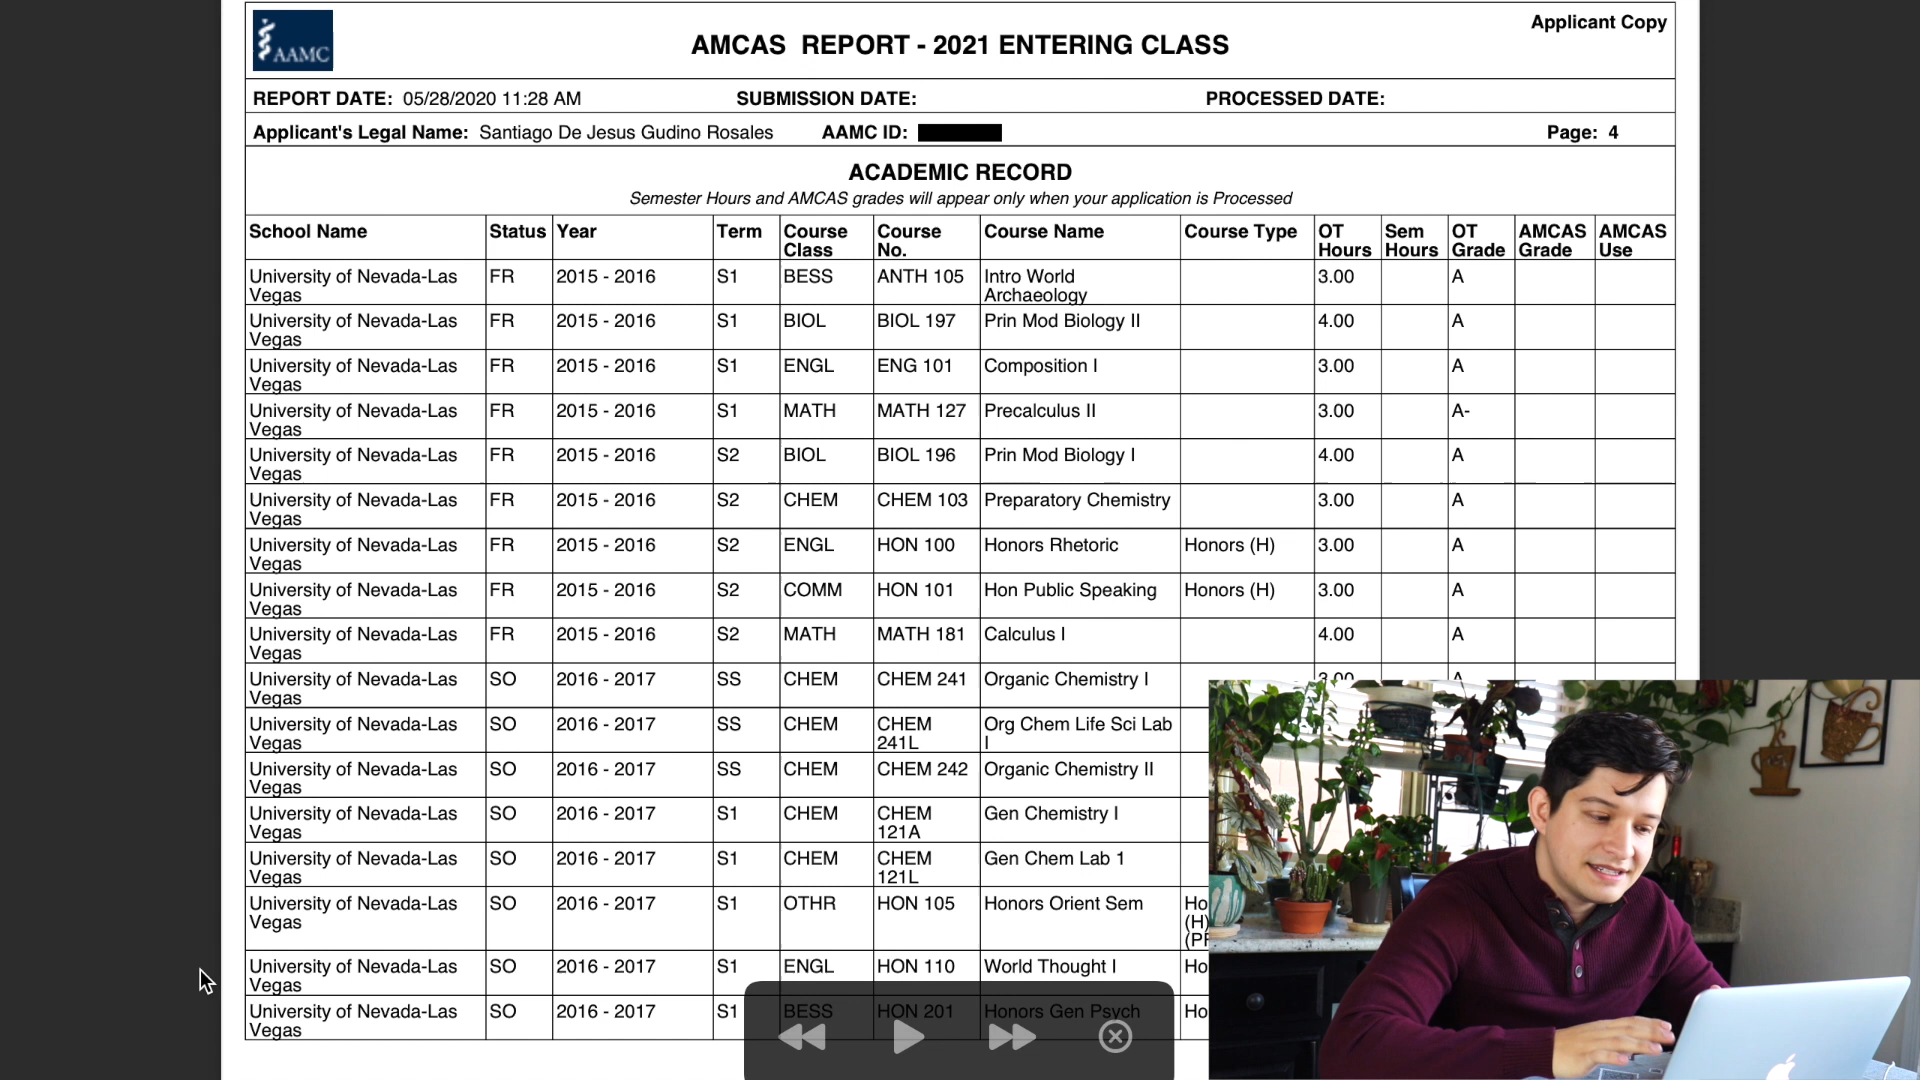 AAMC
AMCAS REPORT - 2021 ENTERING CLASS
Applicant Copy
REPORT DATE: 05/28/2020 11:28 AM SUBMISSION DATE: PROCESSED DATE:
Applicant's Legal Name: Santiago De Jesus Gudino Rosales AAMC ID: Page: 4
ACADEMIC RECORD
Semester Hours and AMCAS grades will appear only when your application is Processed
School Name Status Year Term Course Class Course No. Course Name Course Type OT Hours Sem Hours OT Grade AMCAS Grade AMCAS Use
University of Nevada-Las Vegas FR 2015 - 2016 S1 BESS ANTH 105 Intro World Archaeology 3.00 A
University of Nevada-Las Vegas FR 2015 - 2016 S1 BIOL BIOL 197 Prin Mod Biology II 4.00 A
University of Nevada-Las Vegas FR 2015 - 2016 S1 ENGL ENG 101 Composition I 3.00 A
University of Nevada-Las Vegas FR 2015 - 2016 S1 MATH MATH 127 Precalculus II 3.00 A-
University of Nevada-Las Vegas FR 2015 - 2016 S2 BIOL BIOL 196 Prin Mod Biology I 4.00 A
University of Nevada-Las Vegas FR 2015 - 2016 S2 CHEM CHEM 103 Preparatory Chemistry 3.00 A
University of Nevada-Las Vegas FR 2015 - 2016 S2 ENGL HON 100 Honors Rhetoric Honors (H) 3.00 A
University of Nevada-Las Vegas FR 2015 - 2016 S2 COMM HON 101 Hon Public Speaking Honors (H) 3.00 A
University of Nevada-Las Vegas FR 2015 - 2016 S2 MATH MATH 181 Calculus I 4.00 A
University of Nevada-Las Vegas SO 2016 - 2017 SS CHEM CHEM 241 Organic Chemistry I 3.00 A
University of Nevada-Las Vegas SO 2016 - 2017 SS CHEM CHEM 241L Org Chem Life Sci Lab I
University of Nevada-Las Vegas SO 2016 - 2017 SS CHEM CHEM 242 Organic Chemistry II
University of Nevada-Las Vegas SO 2016 - 2017 S1 CHEM CHEM 121A Gen Chemistry I
University of Nevada-Las Vegas SO 2016 - 2017 S1 CHEM CHEM 121L Gen Chem Lab 1
University of Nevada-Las Vegas SO 2016 - 2017 S1 OTHR HON 105 Honors Orient Sem Ho (H) (P
University of Nevada-Las Vegas SO 2016 - 2017 S1 ENGL HON 110 World Thought I Ho
University of Nevada-Las Vegas SO 2016 - 2017 S1 BESS HON 201 Honors Gen Psych Ho